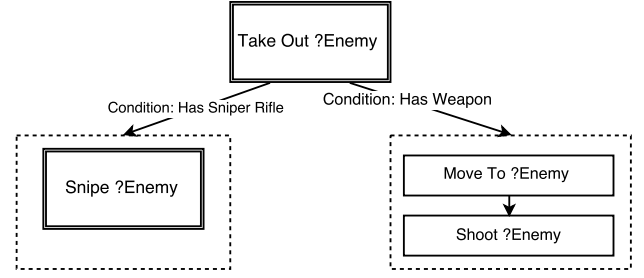 Take Out ?Enemy
Condition: Has Sniper Rifle
Condition: Has Weapon
Snipe ?Enemy
Move To ?Enemy
Shoot ?Enemy